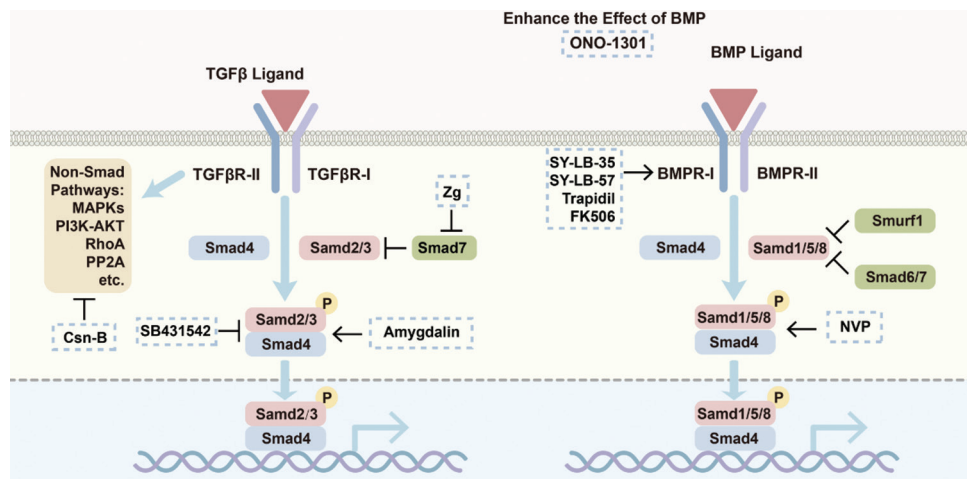 Enhance the Effect of BMP
ONO-1301
TGFβ Ligand
BMP Ligand
Non-Smad
Pathways:
MAPKs
PI3K-AKT
RhoA
PP2A
etc.
TGFβR-II
TGFβR-I
Zg
Smad4
Samd2/3
Smad7
Csn-B
SB431542
P
Samd2/3
Smad4
Amygdalin
P
Samd2/3
Smad4
SY-LB-35
SY-LB-57
Trapidil
FK506
BMPR-I
BMPR-II
Smad4
Samd1/5/8
Smurf1
Smad6/7
P
Samd1/5/8
Smad4
NVP
P
Samd1/5/8
Smad4